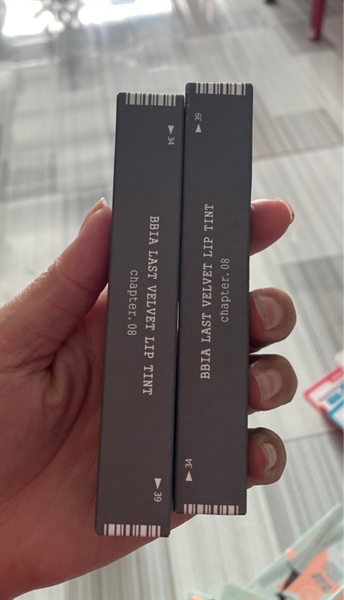 ▶34
BBIA LAST VELVET LIP TINT
chapter.08
▶39
▶39
BBIA LAST VELVET LIP TINT
chapter.08
▶34